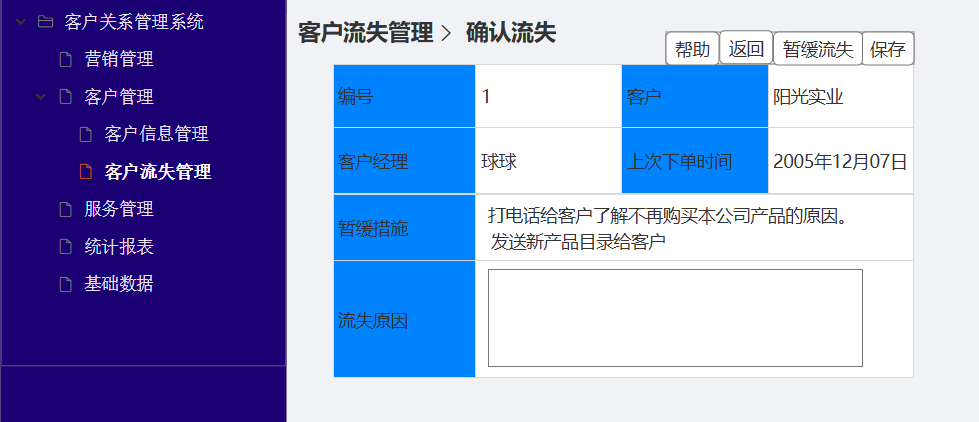 客户关系管理系统
营销管理
客户管理
客户信息管理
客户流失管理
服务管理
统计报表
基础数据
客户流失管理 > 确认流失
帮助 返回 暂缓流失 保存
编号 1 客户 阳光实业
客户经理 球球 上次下单时间 2005年12月07日
暂缓措施 打电话给客户了解不再购买本公司产品的原因。
发送新产品目录给客户
流失原因